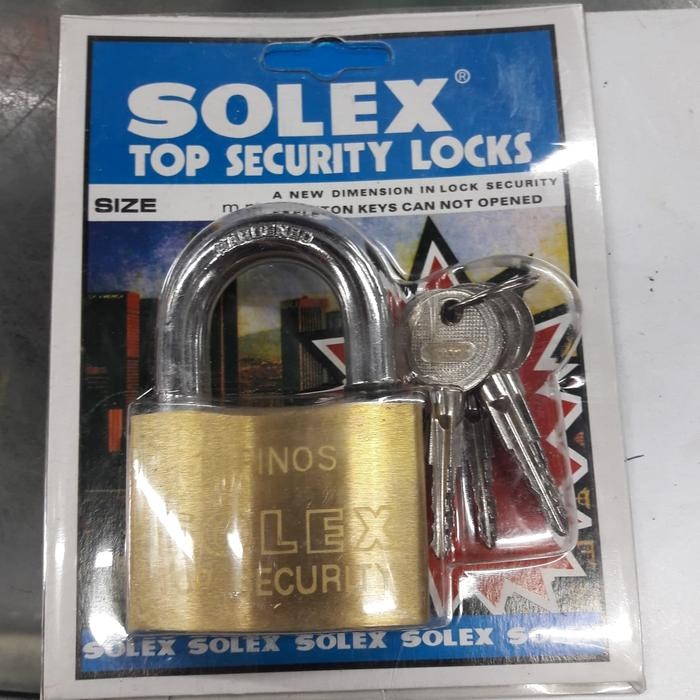 SOLEX®
TOP SECURITY LOCKS
A NEW DIMENSION IN LOCK SECURITY
SIZE
KEYS CAN NOT OPENED
HARDENED
INOS
SOLEX
TOP SECURITY
SOLEX SOLEX SOLEX SOLEX